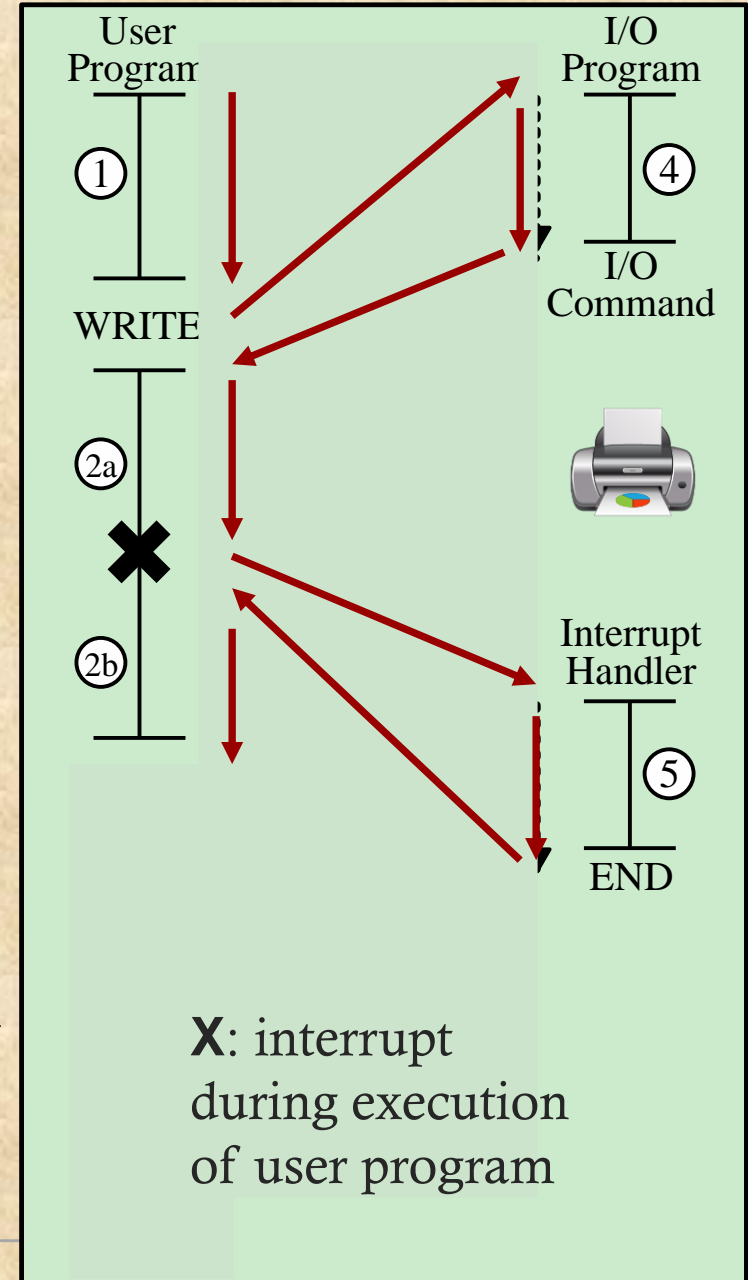 User
Program
I/O
Program
1
4
I/O
Command
WRITE
2a
2b
Interrupt
Handler
5
END
X: interrupt
during execution
of user program